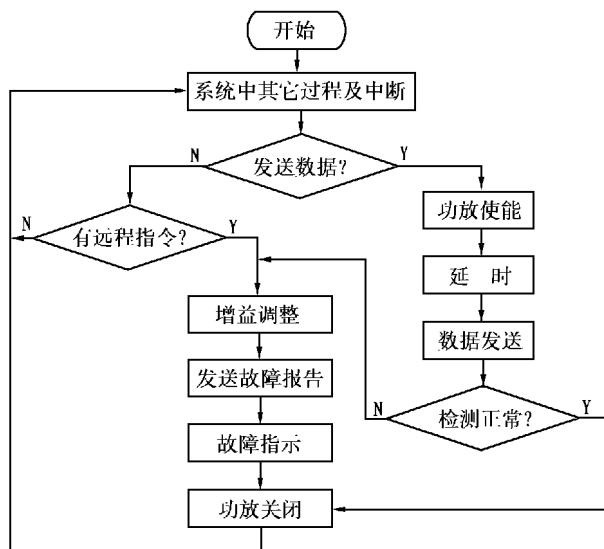 开始
系统中其它过程及中断
N
发送数据?
Y
功放使能
N
有远程指令?
Y
延 时
增益调整
数据发送
发送故障报告
N
检测正常?
Y
故障指示
功放关闭